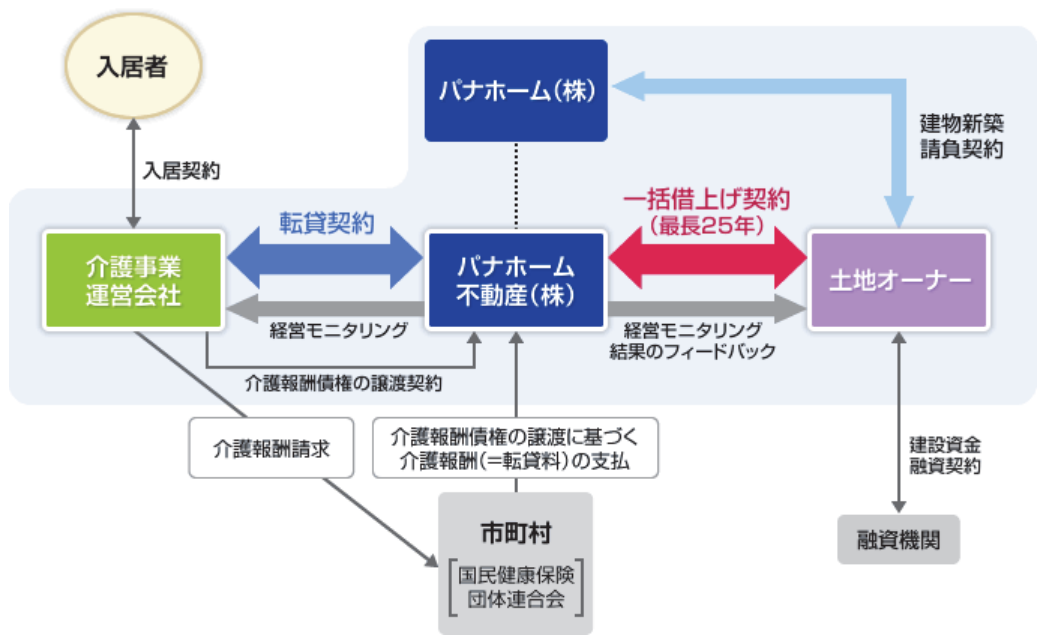 入居者
パナホーム(株)
建物新築
請負契約
入居契約
転貸契約
一括借上げ契約
(最長25年)
介護事業
運営会社
パナホーム
不動産(株)
土地オーナー
経営モニタリング
経営モニタリング
結果のフィードバック
介護報酬債権の譲渡契約
介護報酬請求
介護報酬債権の譲渡に基づく
介護報酬(=転貸料)の支払
建設資金
融資契約
市町村
国民健康保険
団体連合会
融資機関